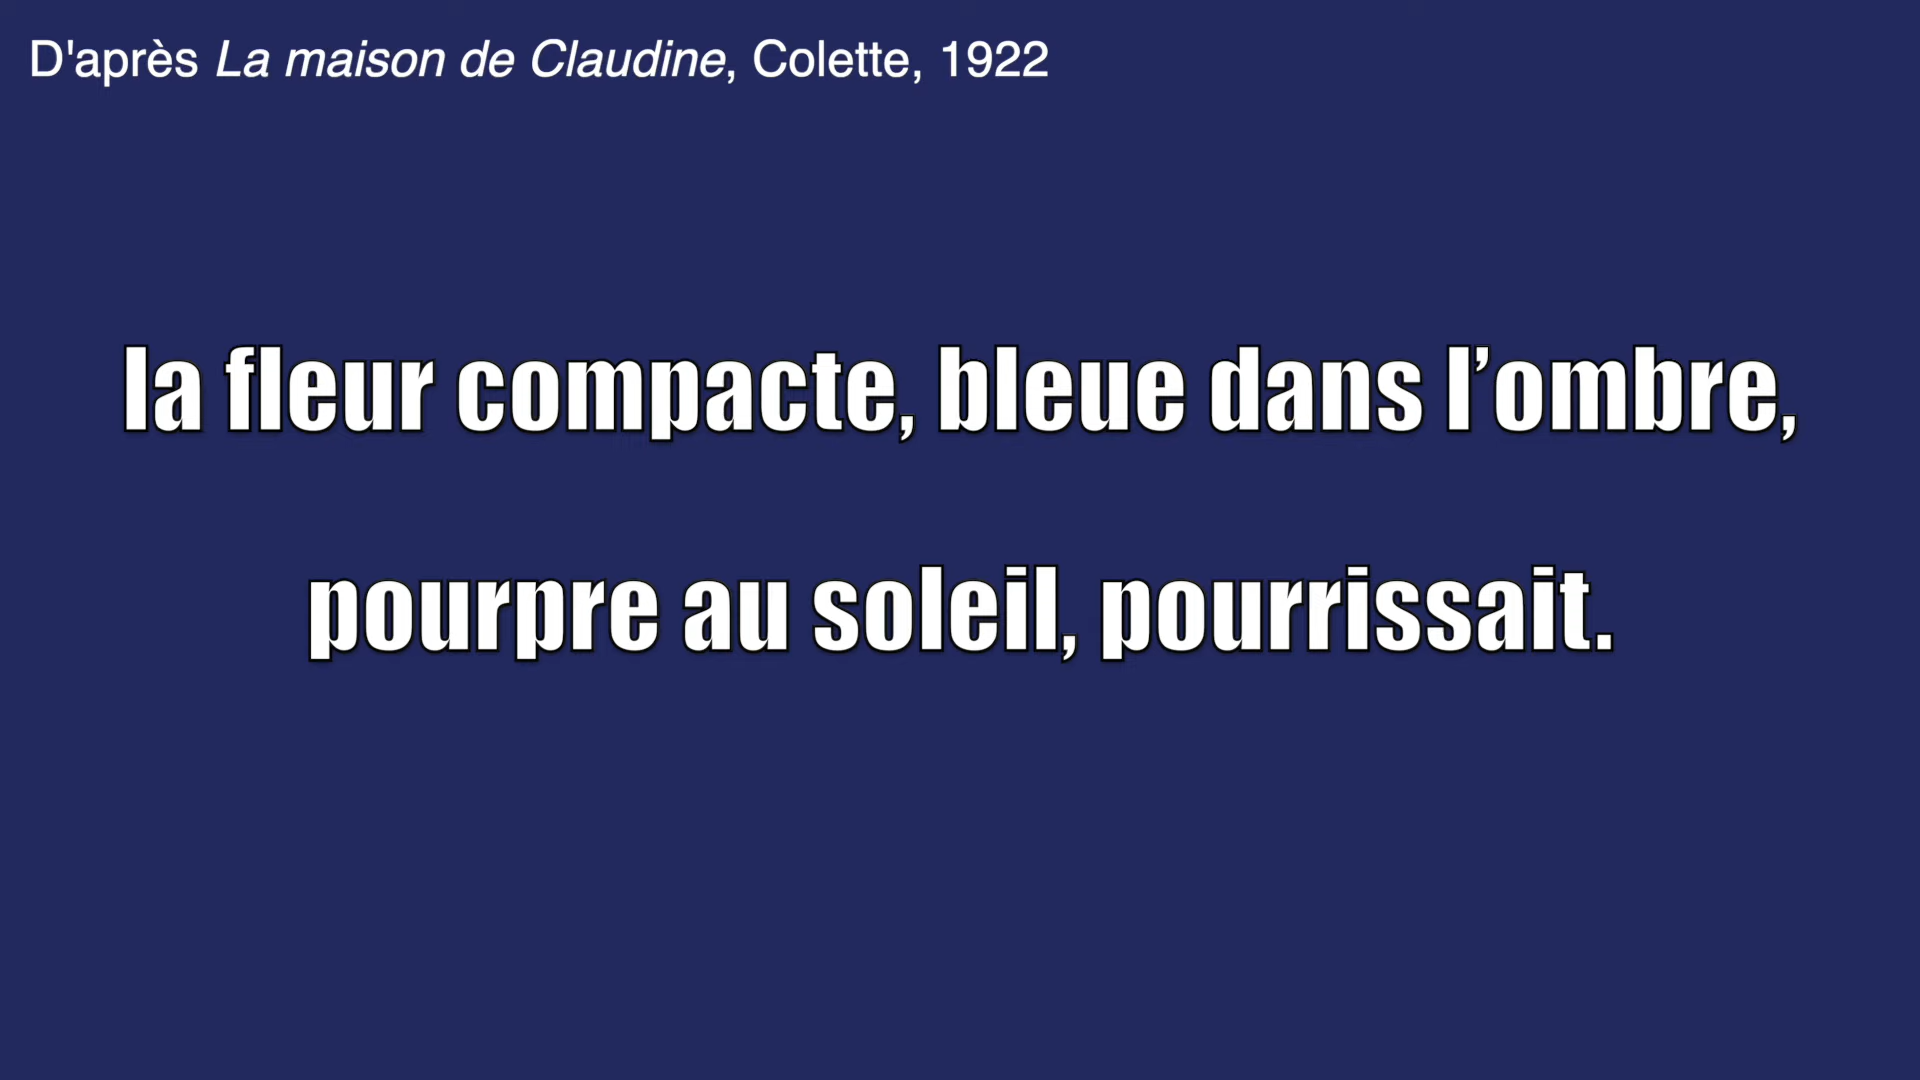 D'après La maison de Claudine, Colette, 1922
la fleur compacte, bleue dans l’ombre,
pourpre au soleil, pourrissait.